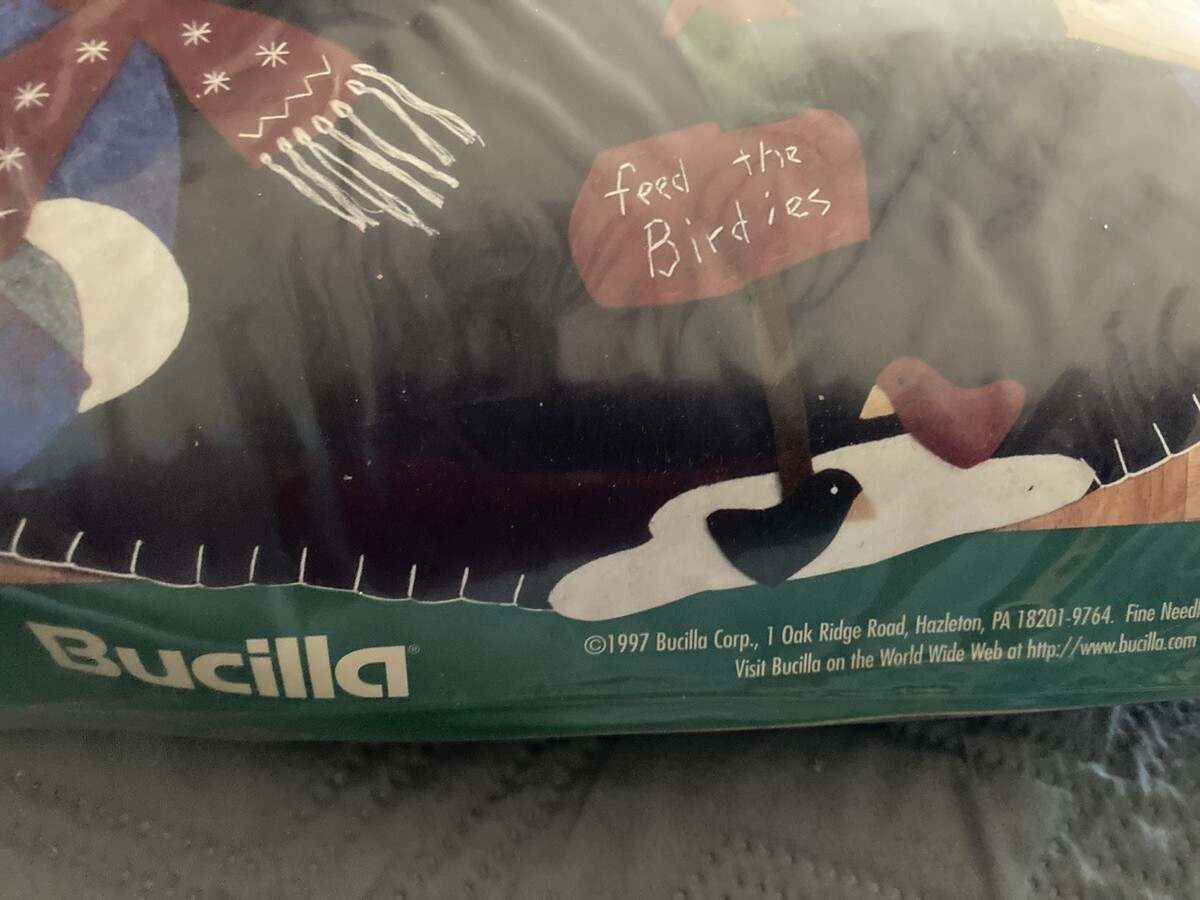 feed the
Birdies
Bucilla®
©1997 Bucilla Corp., 1 Oak Ridge Road, Hazleton, PA 18201-9764. Fine Needl
Visit Bucilla on the World Wide Web at http://www.bucilla.com